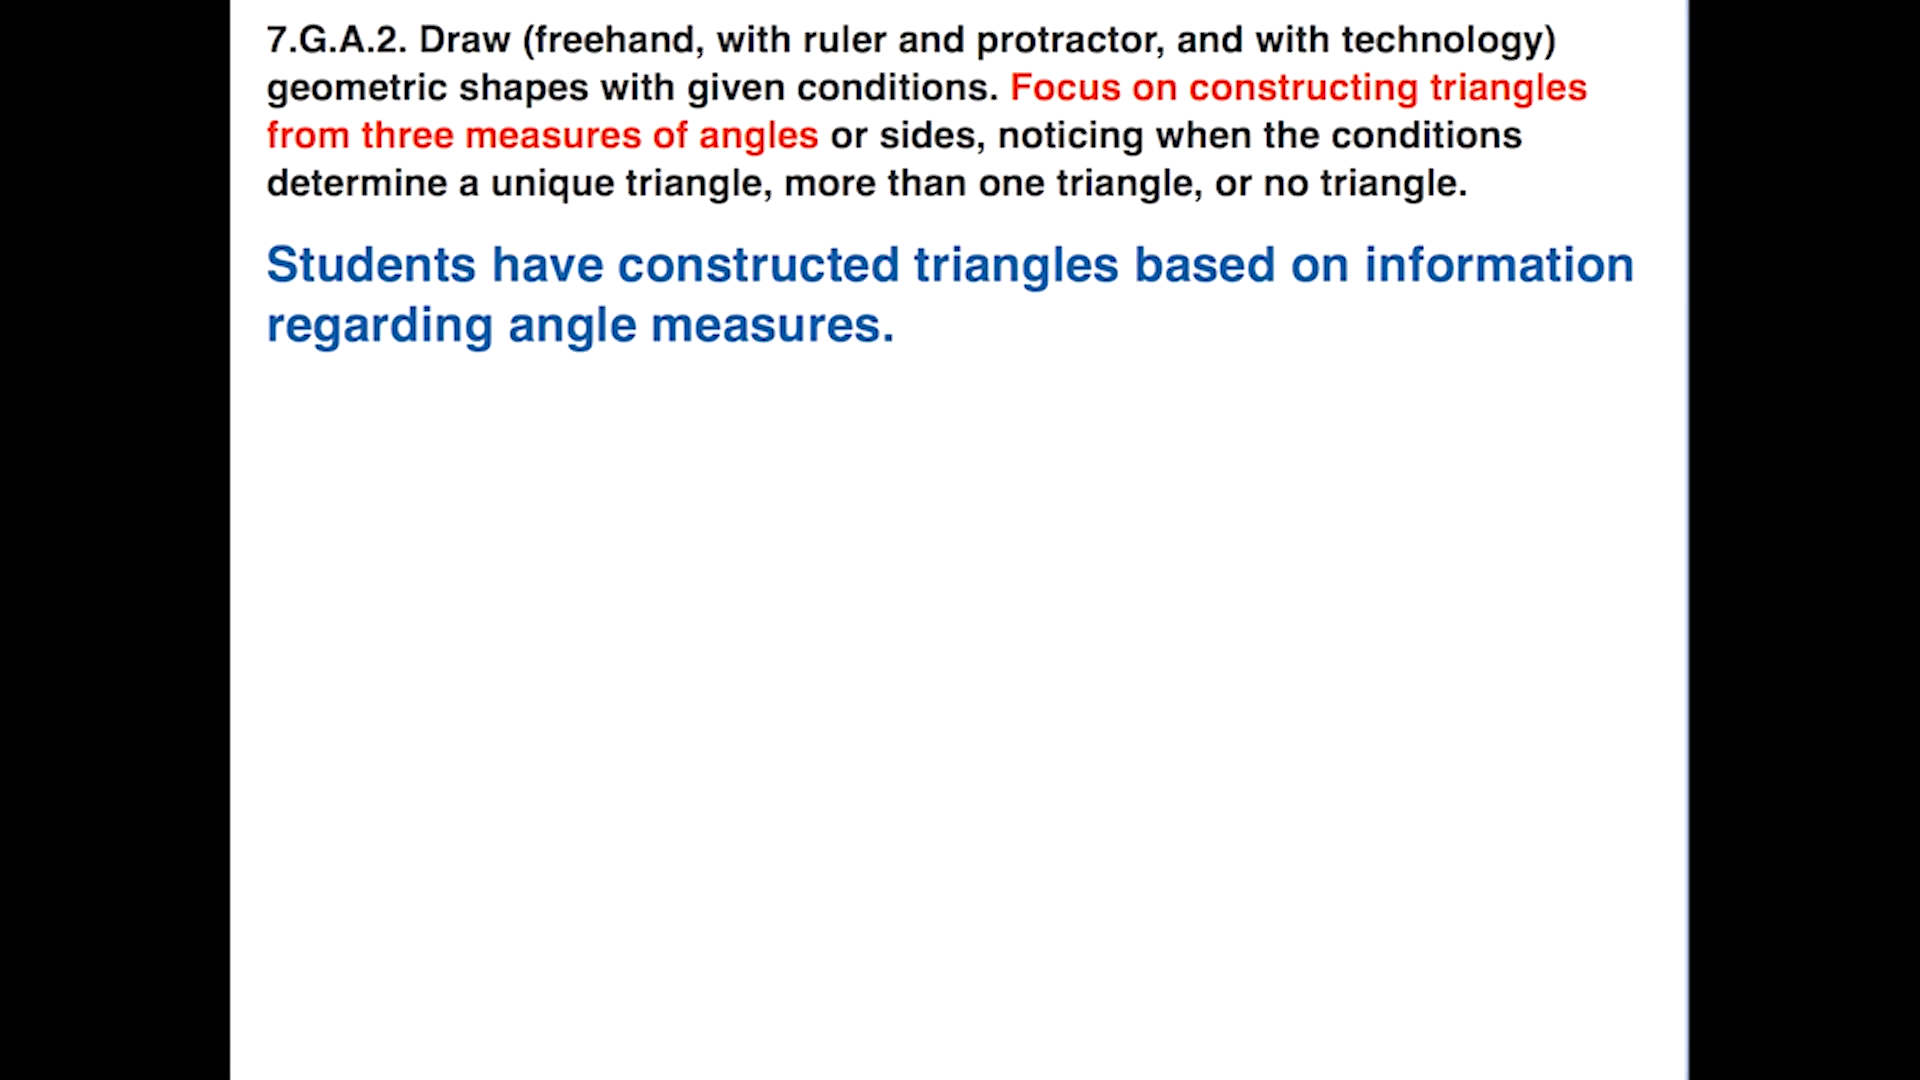 7.G.A.2. Draw (freehand, with ruler and protractor, and with technology)
geometric shapes with given conditions. Focus on constructing triangles
from three measures of angles or sides, noticing when the conditions
determine a unique triangle, more than one triangle, or no triangle.
Students have constructed triangles based on information
regarding angle measures.